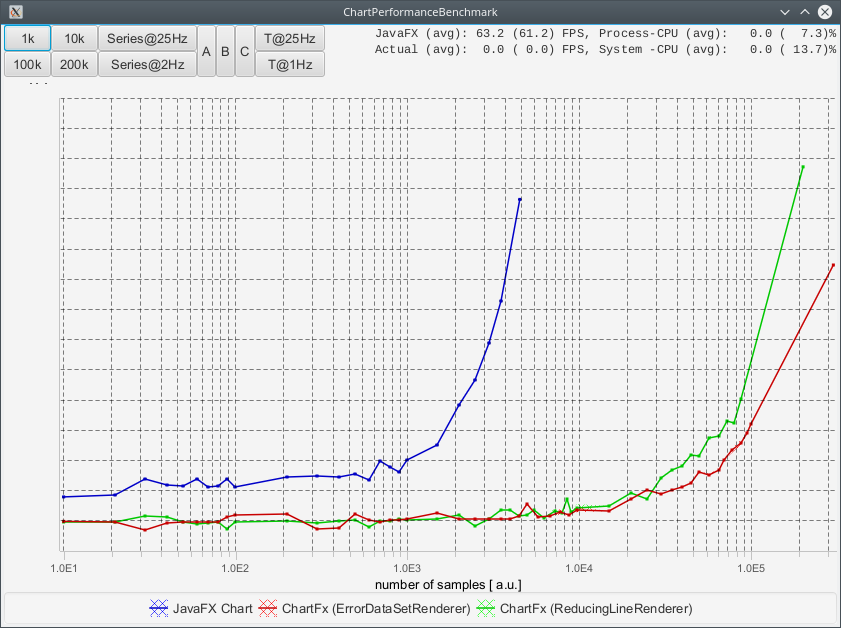 ChartPerformanceBenchmark
1k 10k Series@25Hz A B C T@25Hz
100k 200k Series@2Hz T@1Hz
JavaFX (avg): 63.2 (61.2) FPS, Process-CPU (avg): 0.0 ( 7.3)%
Actual (avg): 0.0 ( 0.0) FPS, System -CPU (avg): 0.0 ( 13.7)%
1.0E1 1.0E2 1.0E3 1.0E4 1.0E5
number of samples [ a.u.]
JavaFX Chart ChartFx (ErrorDataSetRenderer) ChartFx (ReducingLineRenderer)